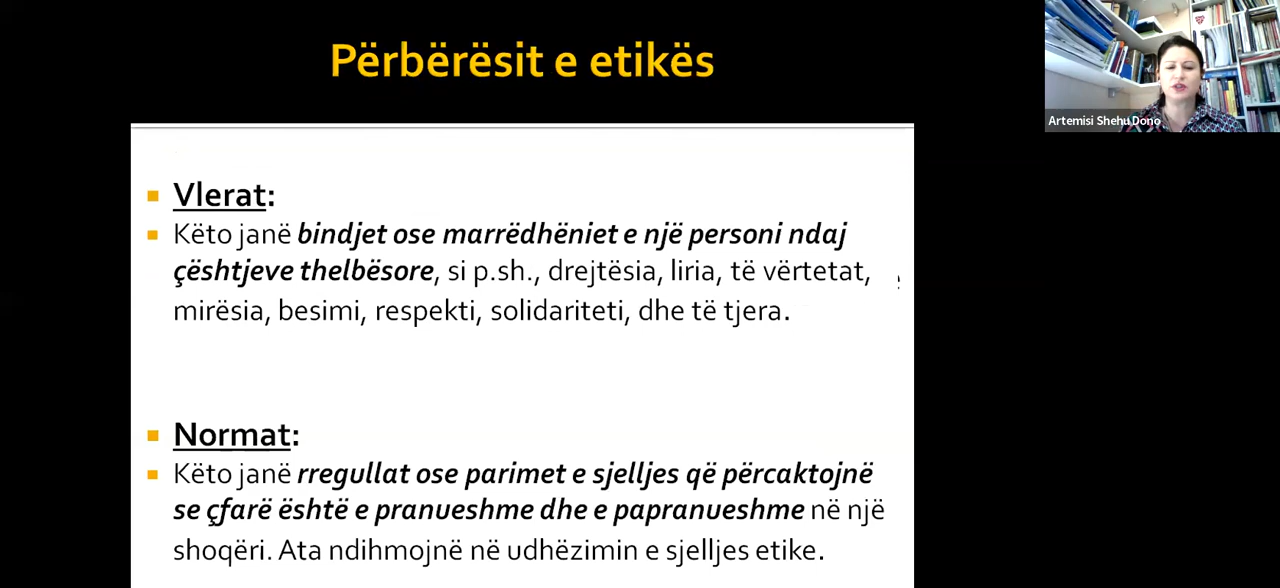 Përbërësit e etikës
Artemisi Shehu Dono
Vlerat:
Këto janë bindjet ose marrëdhëniet e një personi ndaj
çështjeve thelbësore, si p.sh., drejtësia, liria, të vërtetat,
mirësia, besimi, respekti, solidariteti, dhe të tjera.
Normat:
Këto janë rregullat ose parimet e sjelljes që përcaktojnë
se çfarë është e pranueshme dhe e papranueshme në një
shoqëri. Ata ndihmojnë në udhëzimin e sjelljes etike.